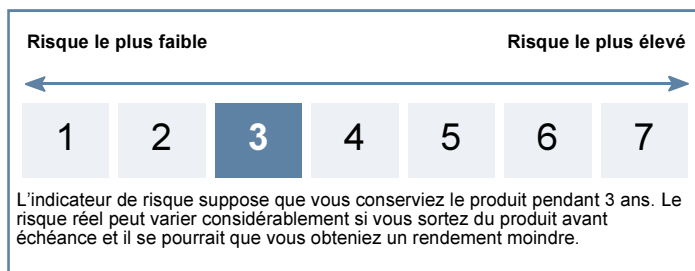 Risque le plus faible Risque le plus élevé
1 2 3 4 5 6 7
L'indicateur de risque suppose que vous conserviez le produit pendant 3 ans. Le
risque réel peut varier considérablement si vous sortez du produit avant
échéance et il se pourrait que vous obteniez un rendement moindre.